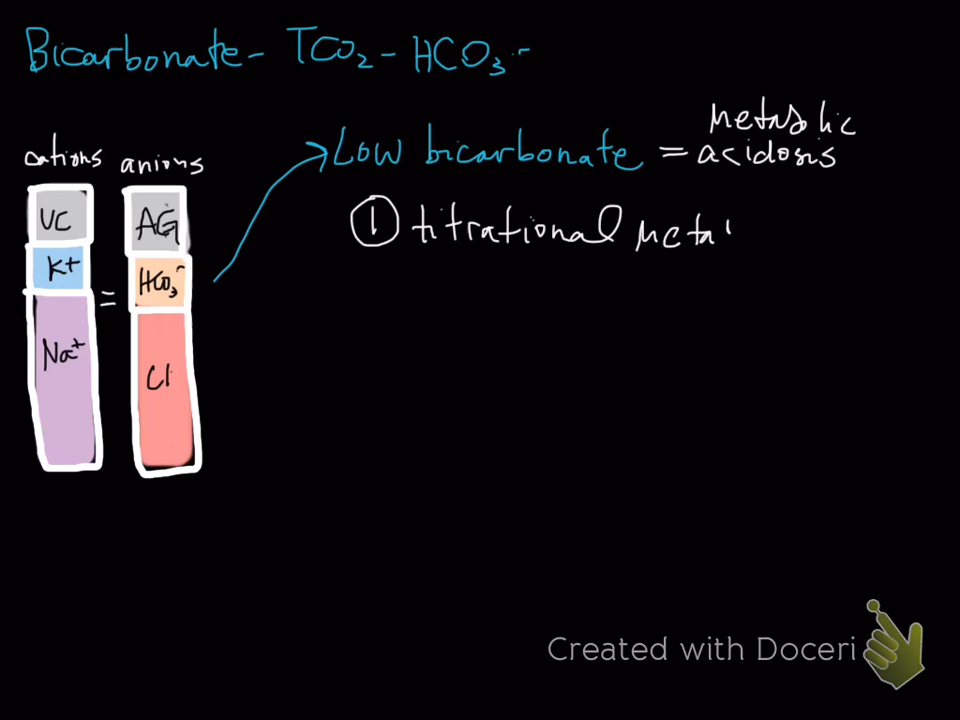 Bicarbonate - TCO2 - HCO3-
cations anions
Low bicarbonate = metabolic acidosis
① titrational metal
UC AG
K+ HCO3-
=
Na+ Cl
Created with Doceri